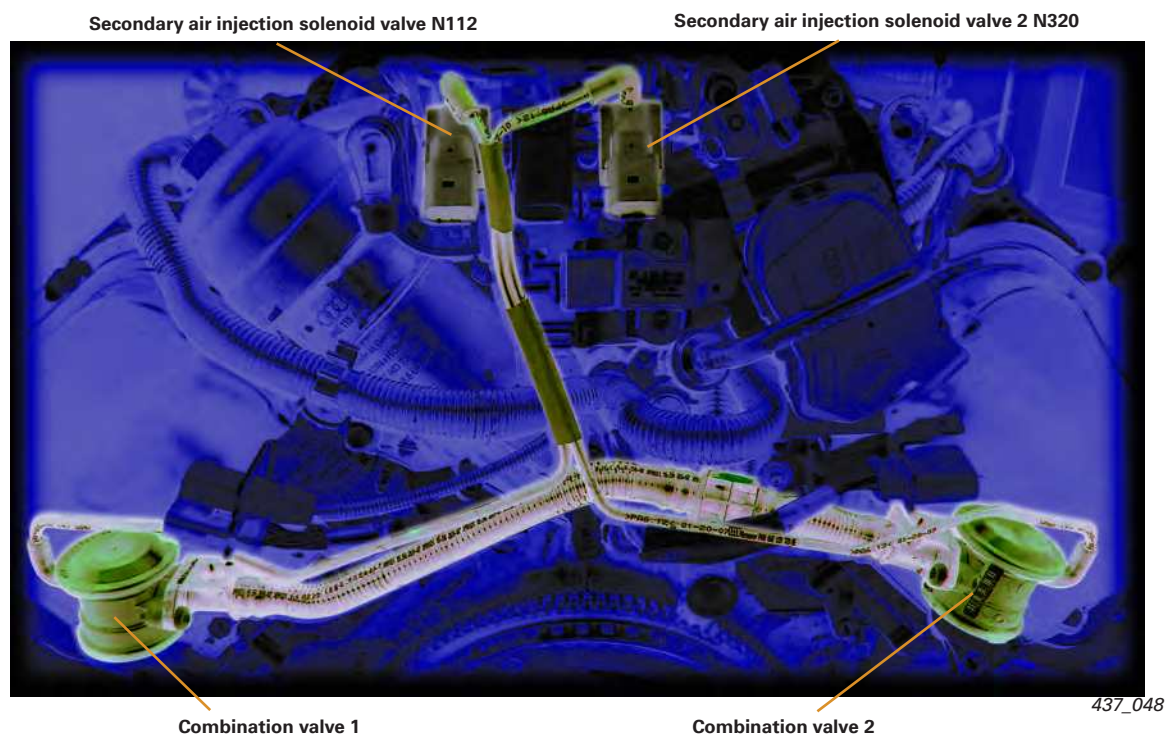 Secondary air injection solenoid valve N112
Secondary air injection solenoid valve 2 N320
Combination valve 1
Combination valve 2
437_048